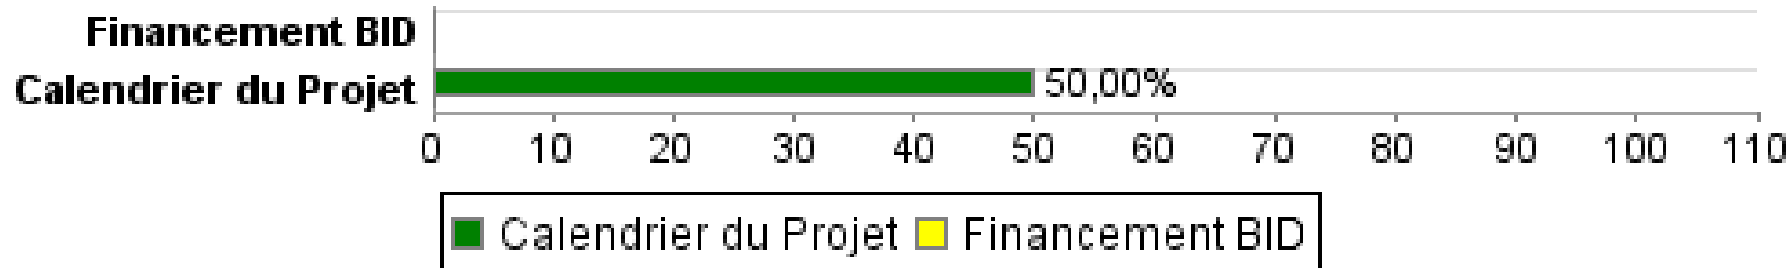 Financement BID
Calendrier du Projet 50,00%
0 10 20 30 40 50 60 70 80 90 100 110
Calendrier du Projet Financement BID